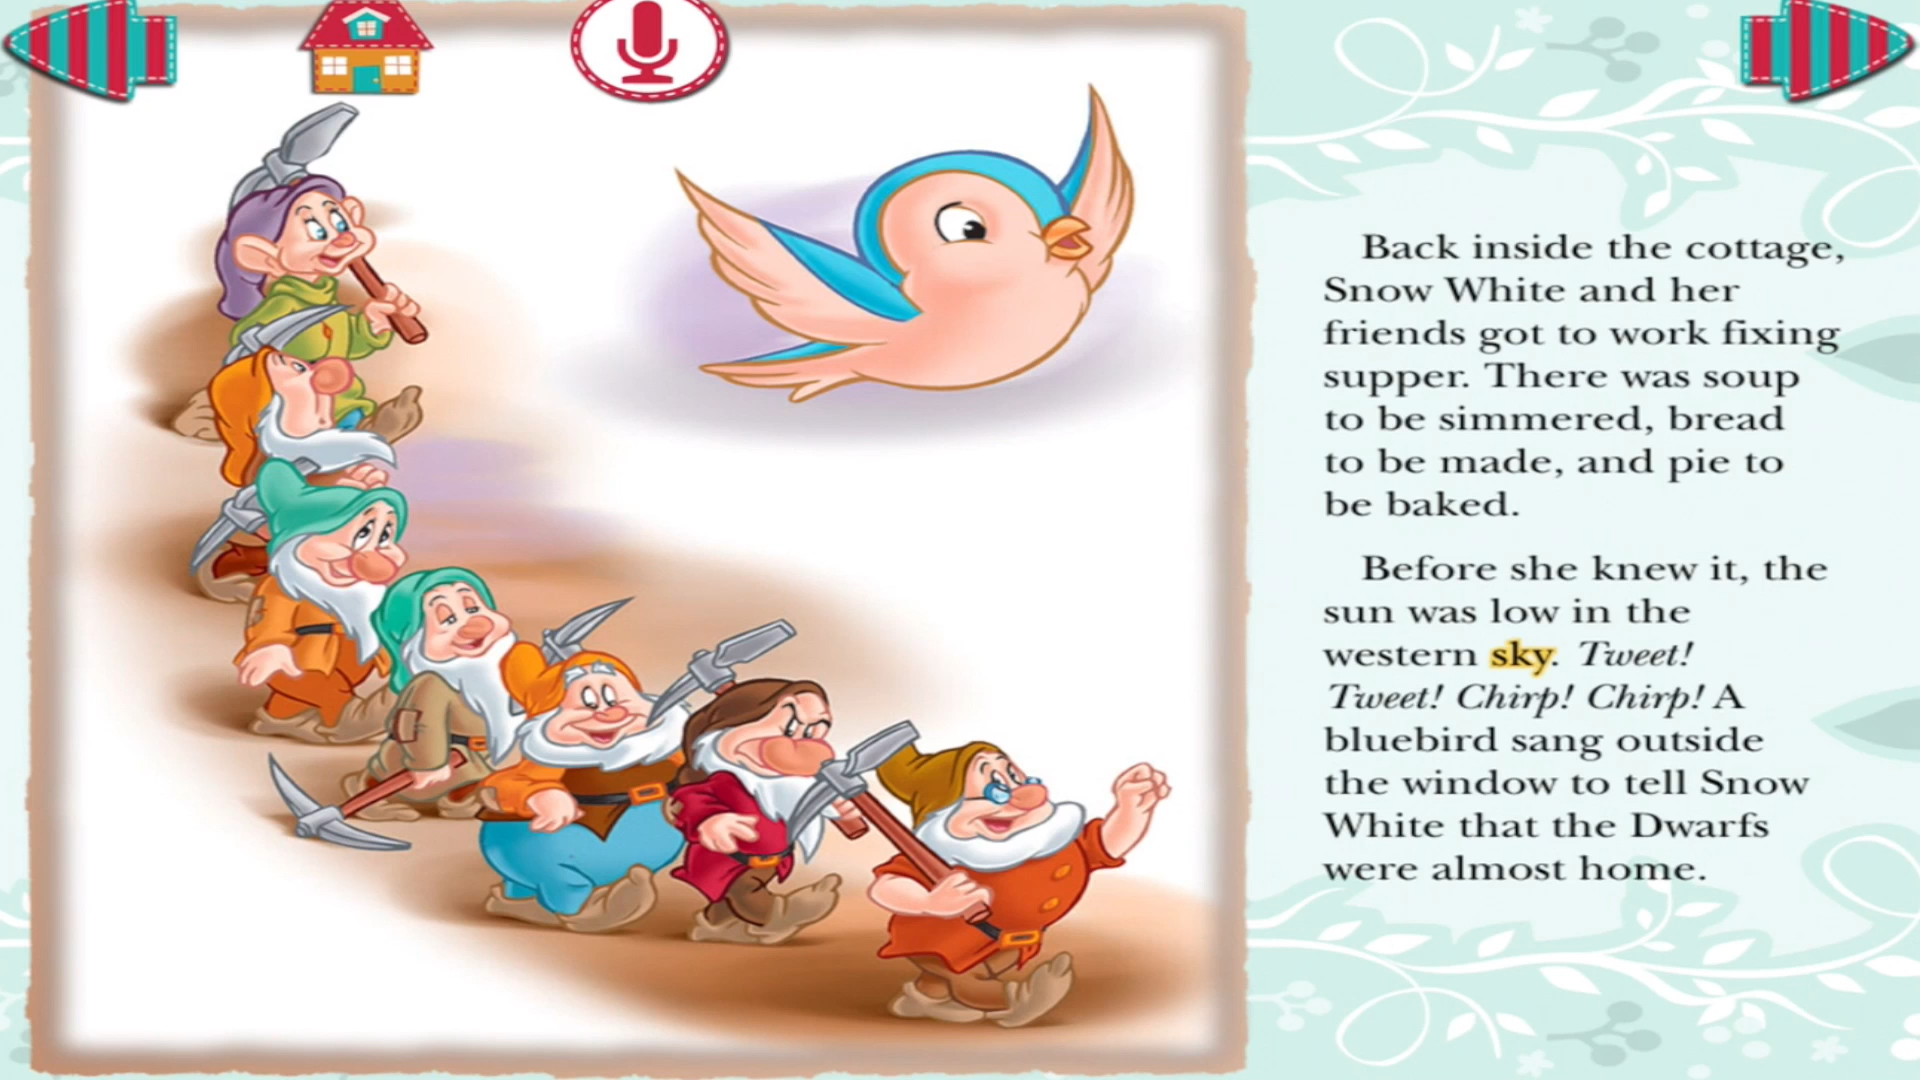 Back inside the cottage,
Snow White and her
friends got to work fixing
supper. There was soup
to be simmered, bread
to be made, and pie to
be baked.
Before she knew it, the
sun was low in the
western sky. Tweet!
Tweet! Chirp! Chirp! A
bluebird sang outside
the window to tell Snow
White that the Dwarfs
were almost home.